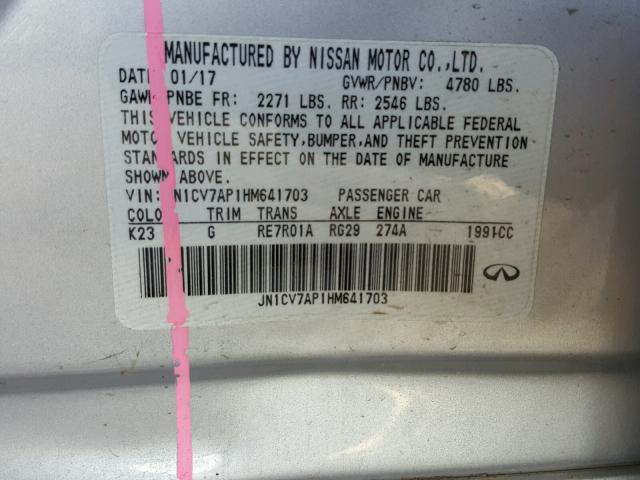 MANUFACTURED BY NISSAN MOTOR CO.,LTD.
DATE 01/17 GVWR/PNBV: 4780 LBS.
GAWR/PNBE FR: 2271 LBS. RR: 2546 LBS.
THIS VEHICLE CONFORMS TO ALL APPLICABLE FEDERAL
MOTOR VEHICLE SAFETY,BUMPER,AND THEFT PREVENTION
STANDARDS IN EFFECT ON THE DATE OF MANUFACTURE
SHOWN ABOVE.
VIN: JN1CV7AP1HM641703 PASSENGER CAR
COLOR TRIM TRANS AXLE ENGINE
K23 G RE7R01A RG29 274A 1991CC
JN1CV7AP1HM641703